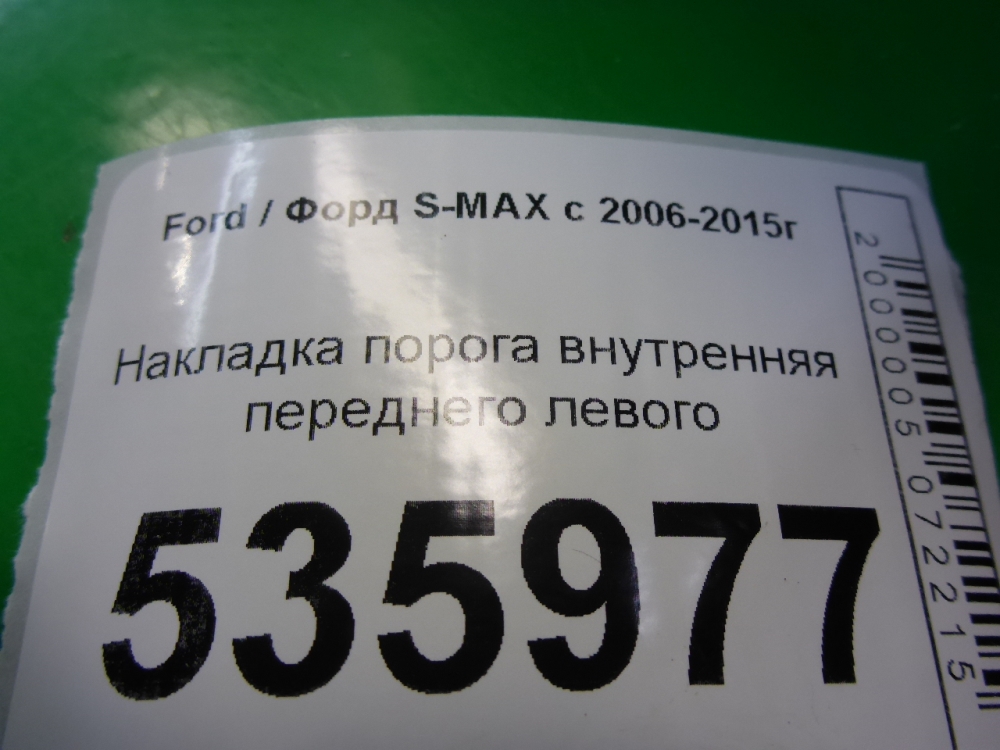 Ford / Форд S-MAX с 2006-2015г
Накладка порога внутренняя
переднего левого
535977
2000005072215